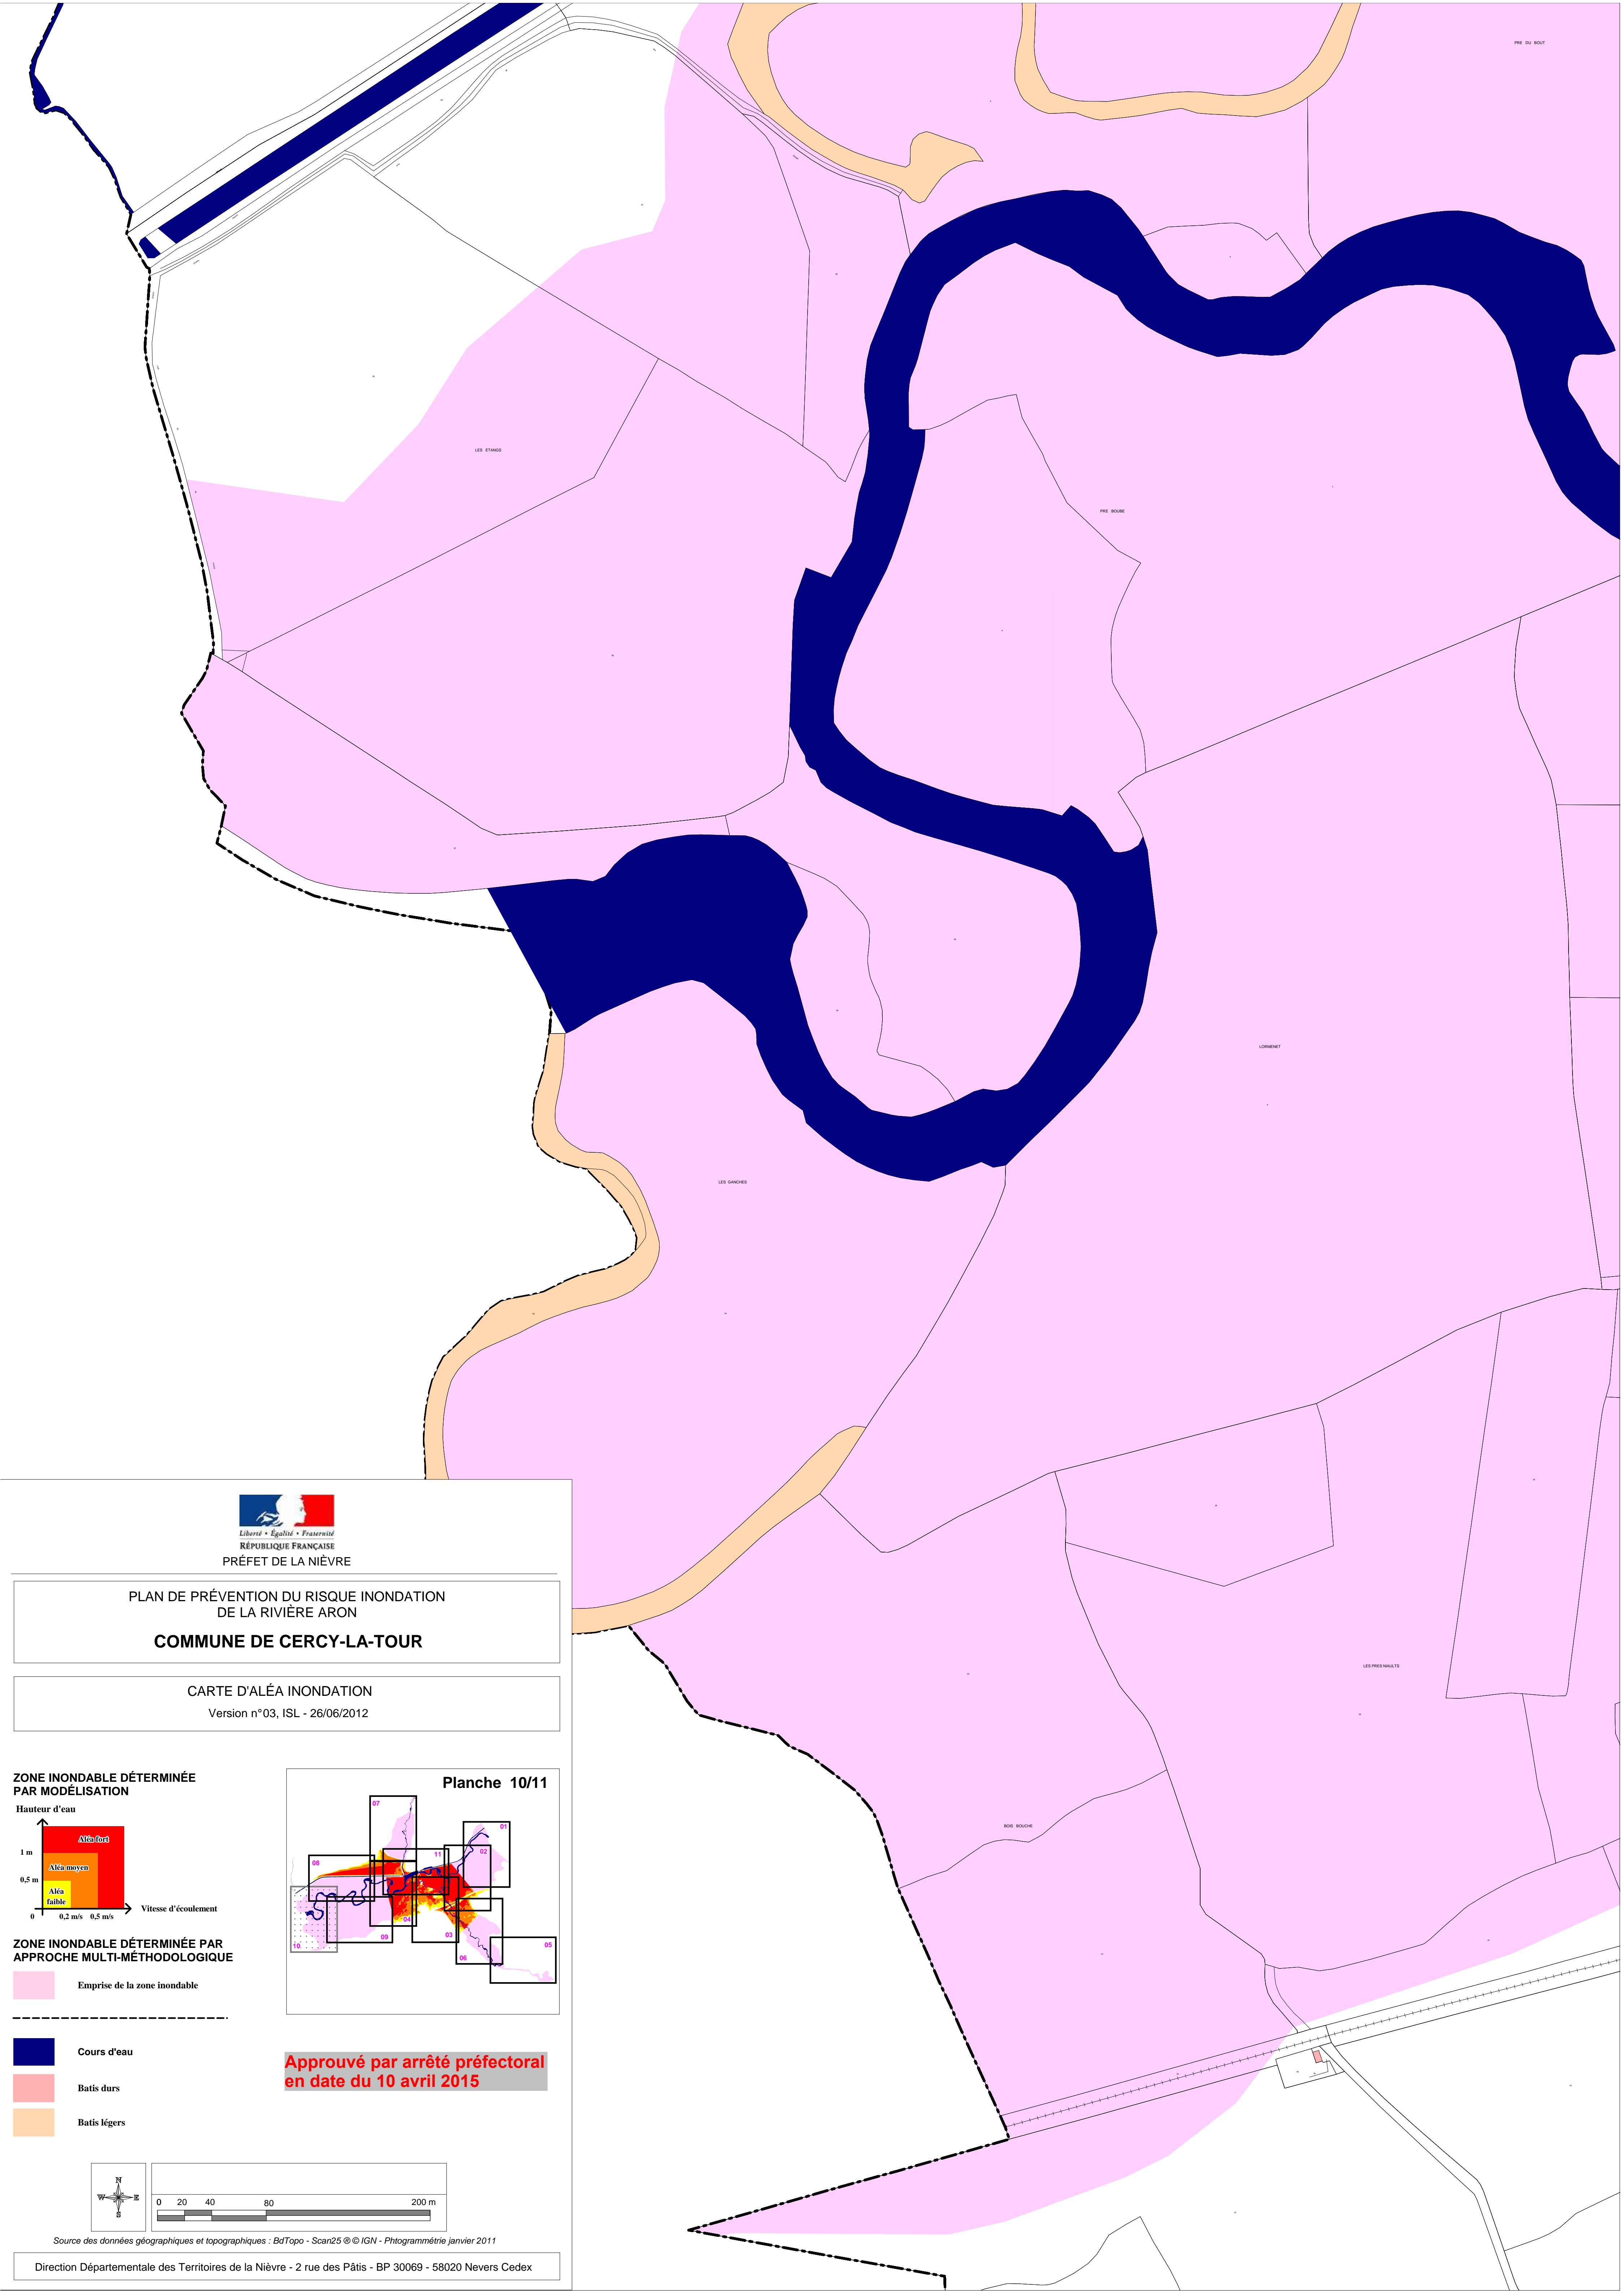 PRE DU BOUT
LES ETANGS
PRE BOUBE
LORMENET
LES GANCHES
LES PRES NIAULTS
BOIS BOUCHE
Liberté • Égalité • Fraternité
RÉPUBLIQUE FRANÇAISE
PRÉFET DE LA NIÈVRE
PLAN DE PRÉVENTION DU RISQUE INONDATION
DE LA RIVIÈRE ARON
COMMUNE DE CERCY-LA-TOUR
CARTE D'ALÉA INONDATION
Version n°03, ISL - 26/06/2012
ZONE INONDABLE DÉTERMINÉE
PAR MODÉLISATION
Hauteur d'eau
Aléa fort
1 m
Aléa moyen
0,5 m
Aléa
faible
0 0,2 m/s 0,5 m/s
Vitesse d'écoulement
ZONE INONDABLE DÉTERMINÉE PAR
APPROCHE MULTI-MÉTHODOLOGIQUE
Emprise de la zone inondable
Cours d'eau
Batis durs
Batis légers
Planche 10/11
07
01
02
11
08
04
03
09
10
06
05
Approuvé par arrêté préfectoral
en date du 10 avril 2015
N
W E
S
0 20 40 80 200 m
Source des données géographiques et topographiques : BdTopo - Scan25 ® © IGN - Phtogrammétrie janvier 2011
Direction Départementale des Territoires de la Nièvre - 2 rue des Pâtis - BP 30069 - 58020 Nevers Cedex